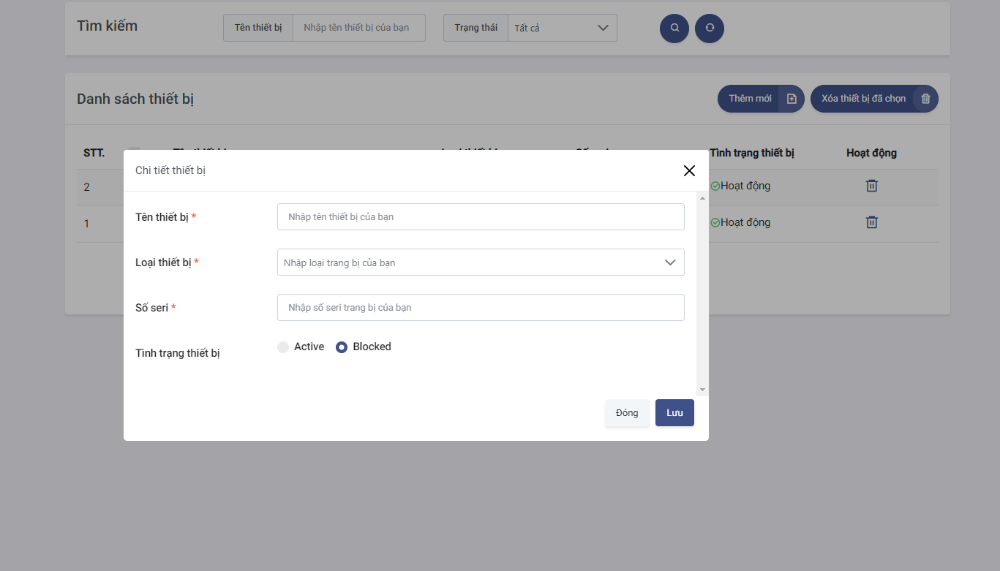 Tìm kiếm
Tên thiết bị
Nhập tên thiết bị của bạn
Trạng thái
Tất cả
Danh sách thiết bị
Thêm mới
Xóa thiết bị đã chọn
STT.
Tình trạng thiết bị
Hoạt động
2
Hoạt động
1
Hoạt động
Chi tiết thiết bị
Tên thiết bị *
Nhập tên thiết bị của bạn
Loại thiết bị *
Nhập loại trang bị của bạn
Số seri *
Nhập số seri trang bị của bạn
Tình trạng thiết bị
Active
Blocked
Đóng
Lưu